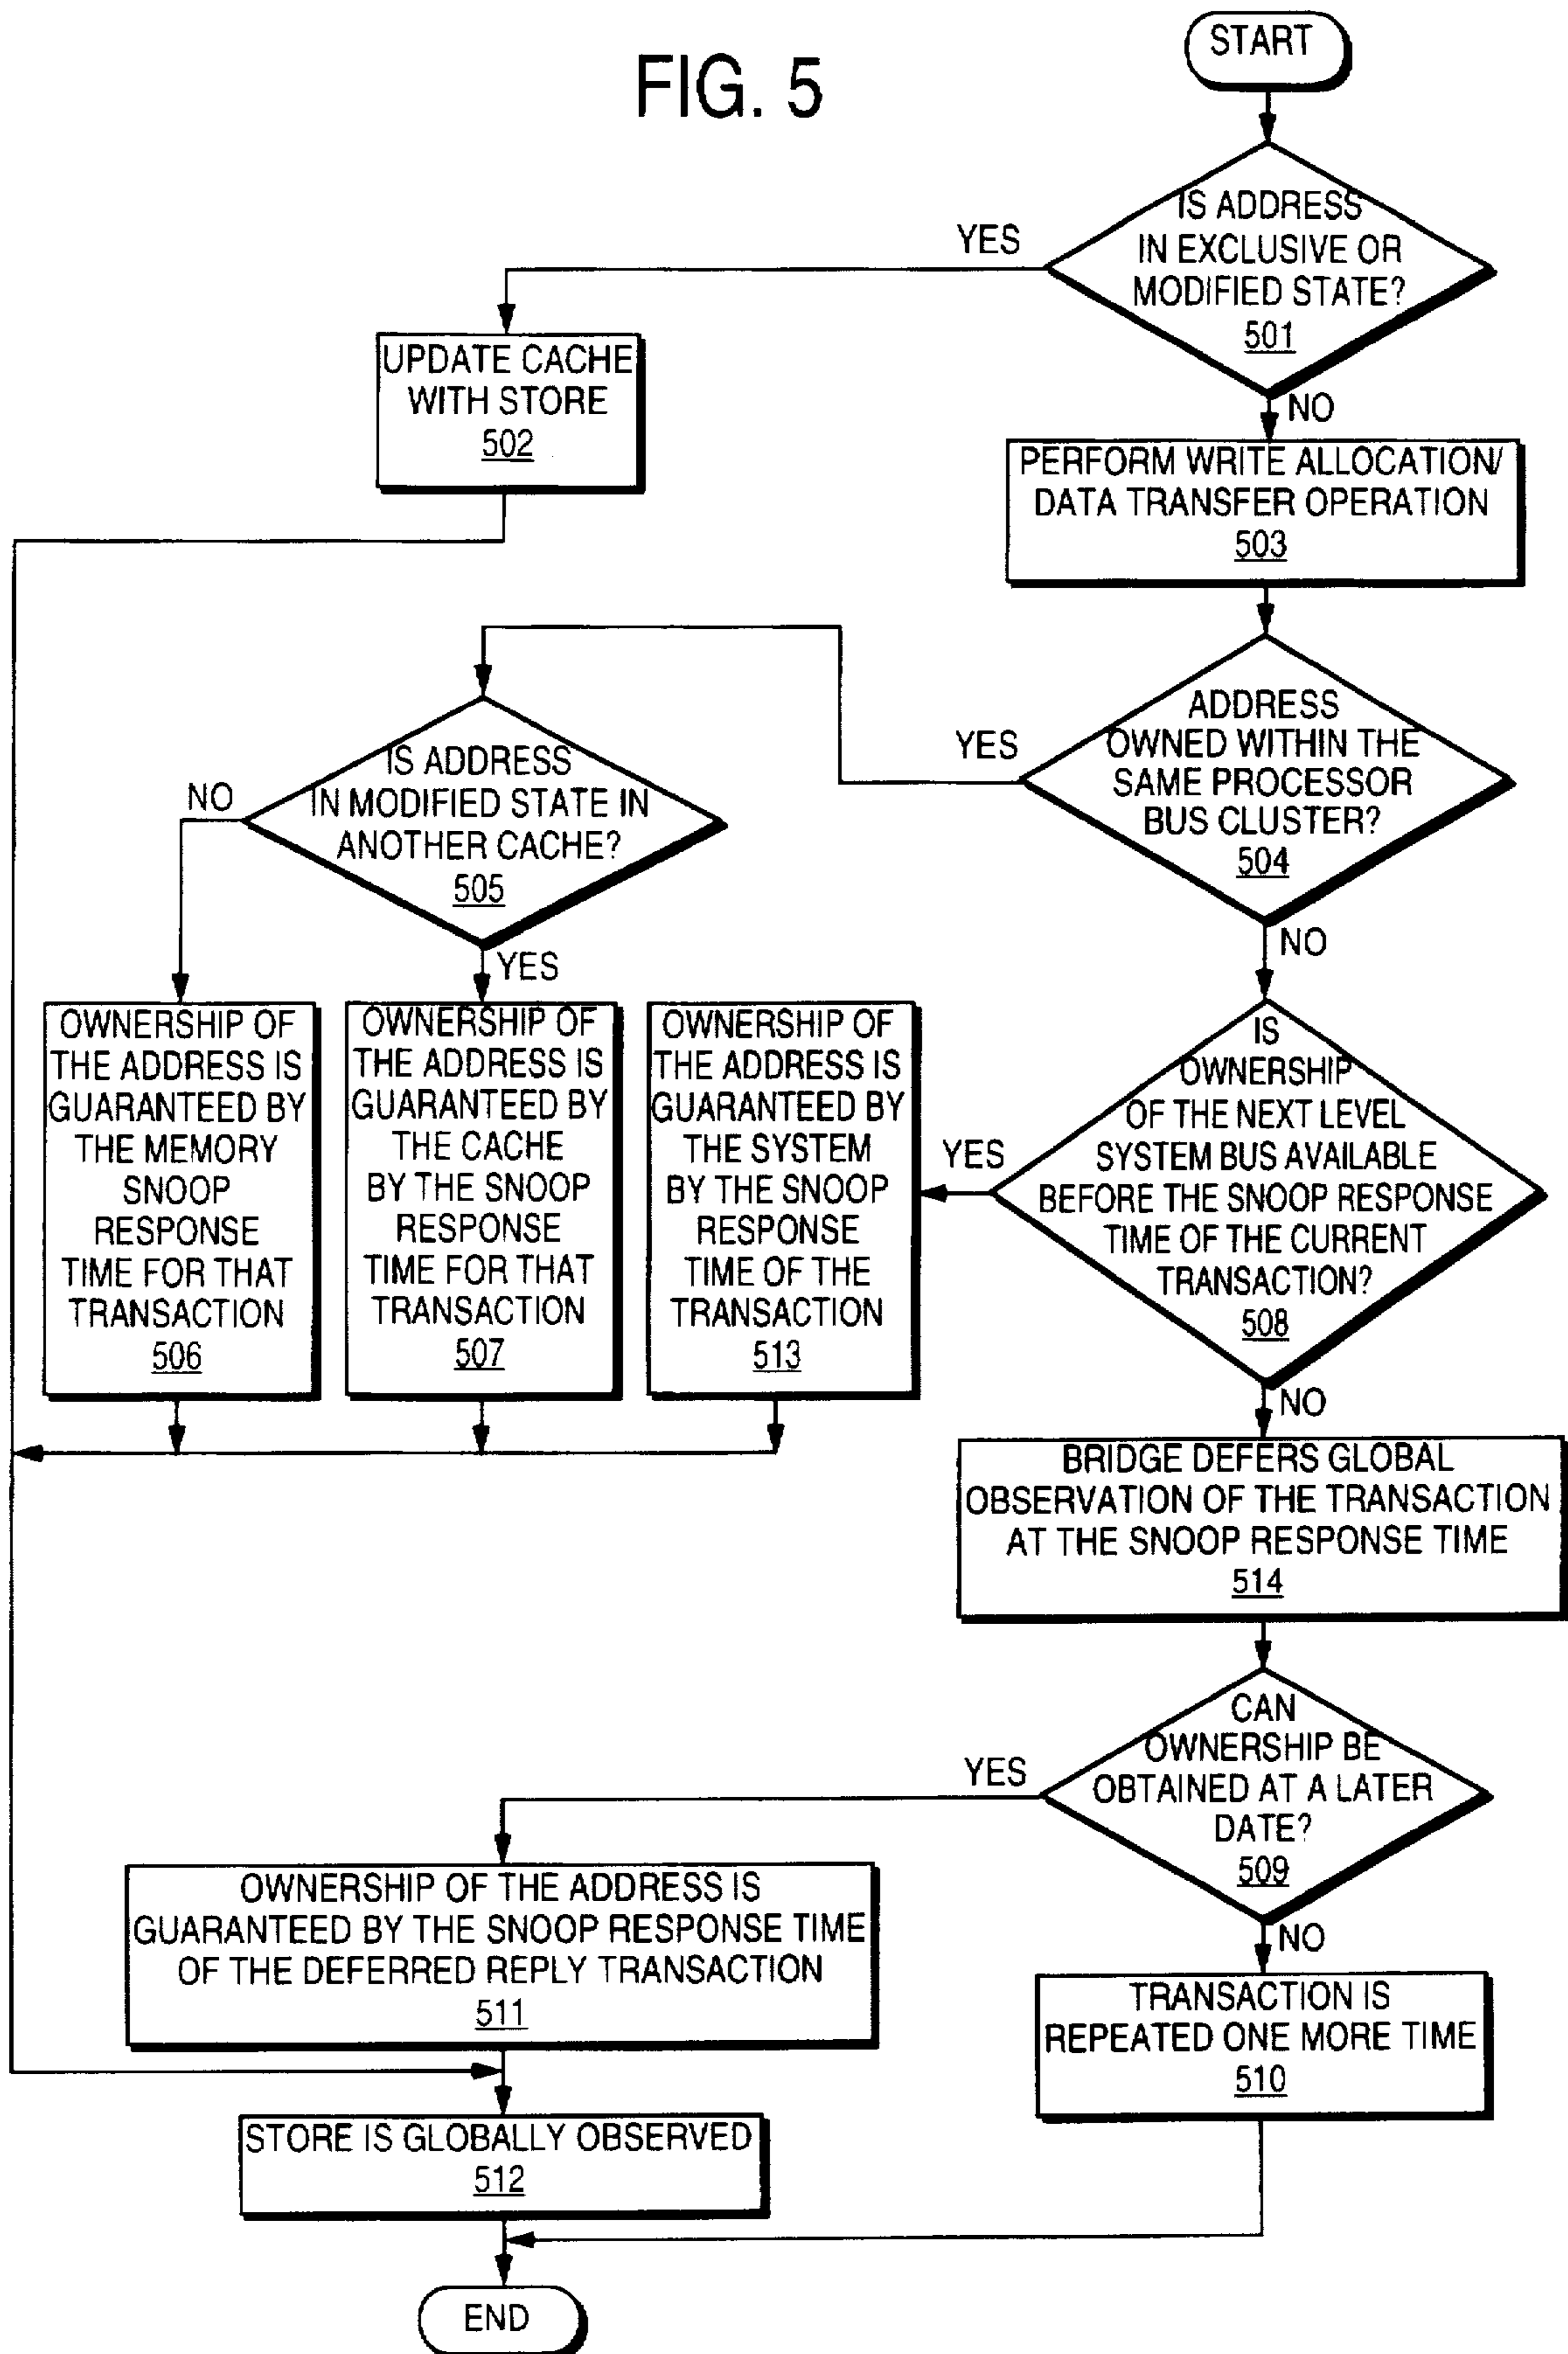 FIG. 5
START
IS ADDRESS
IN EXCLUSIVE OR
MODIFIED STATE?
501
YES
NO
UPDATE CACHE
WITH STORE
502
PERFORM WRITE ALLOCATION/
DATA TRANSFER OPERATION
503
ADDRESS
OWNED WITHIN THE
SAME PROCESSOR
BUS CLUSTER?
504
YES
NO
IS ADDRESS
IN MODIFIED STATE IN
ANOTHER CACHE?
505
NO
YES
OWNERSHIP OF
THE ADDRESS IS
GUARANTEED BY
THE MEMORY
SNOOP
RESPONSE
TIME FOR THAT
TRANSACTION
506
OWNERSHIP OF
THE ADDRESS IS
GUARANTEED BY
THE CACHE
BY THE SNOOP
RESPONSE
TIME FOR THAT
TRANSACTION
507
OWNERSHIP OF
THE ADDRESS IS
GUARANTEED BY
THE SYSTEM
BY THE SNOOP
RESPONSE
TIME OF THE
TRANSACTION
513
IS
OWNERSHIP
OF THE NEXT LEVEL
SYSTEM BUS AVAILABLE
BEFORE THE SNOOP RESPONSE
TIME OF THE CURRENT
TRANSACTION?
508
YES
NO
BRIDGE DEFERS GLOBAL
OBSERVATION OF THE TRANSACTION
AT THE SNOOP RESPONSE TIME
514
CAN
OWNERSHIP BE
OBTAINED AT A LATER
DATE?
509
YES
NO
OWNERSHIP OF THE ADDRESS IS
GUARANTEED BY THE SNOOP RESPONSE TIME
OF THE DEFERRED REPLY TRANSACTION
511
TRANSACTION IS
REPEATED ONE MORE TIME
510
STORE IS GLOBALLY OBSERVED
512
END